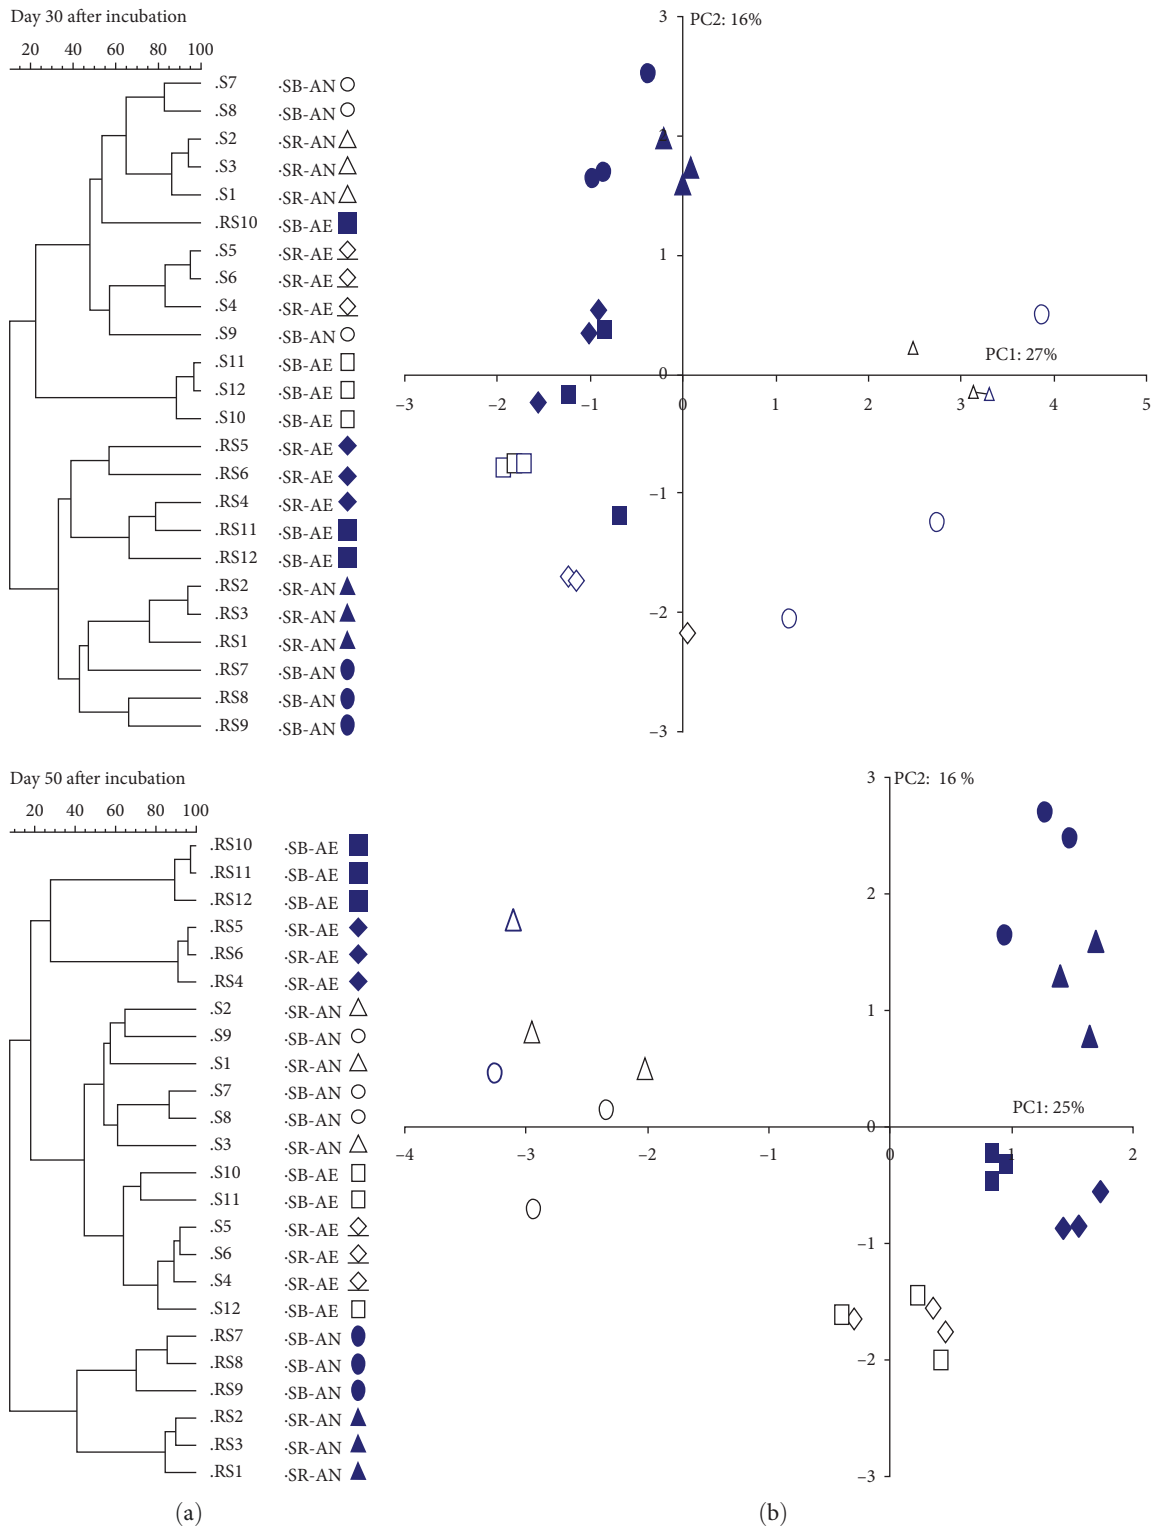 Day 30 after incubation
20 40 60 80 100
.S7 ·SB-AN
.S8 ·SB-AN
.S2 ·SR-AN
.S3 ·SR-AN
.S1 ·SR-AN
.RS10 ·SB-AE
.S5 ·SR-AE
.S6 ·SR-AE
.S4 ·SR-AE
.S9 ·SB-AN
.S11 ·SB-AE
.S12 ·SB-AE
.S10 ·SB-AE
.RS5 ·SR-AE
.RS6 ·SR-AE
.RS4 ·SR-AE
.RS11 ·SB-AE
.RS12 ·SB-AE
.RS2 ·SR-AN
.RS3 ·SR-AN
.RS1 ·SR-AN
.RS7 ·SB-AN
.RS8 ·SB-AN
.RS9 ·SB-AN
3 PC2: 16%
2
1
PC1: 27%
0
−3 −2 −1 0 1 2 3 4 5
−1
−2
−3
Day 50 after incubation
20 40 60 80 100
.RS10 ·SB-AE
.RS11 ·SB-AE
.RS12 ·SB-AE
.RS5 ·SR-AE
.RS6 ·SR-AE
.RS4 ·SR-AE
.S2 ·SR-AN
.S9 ·SB-AN
.S1 ·SR-AN
.S7 ·SB-AN
.S8 ·SB-AN
.S3 ·SR-AN
.S10 ·SB-AE
.S11 ·SB-AE
.S5 ·SR-AE
.S6 ·SR-AE
.S4 ·SR-AE
.S12 ·SB-AE
.RS7 ·SB-AN
.RS8 ·SB-AN
.RS9 ·SB-AN
.RS2 ·SR-AN
.RS3 ·SR-AN
.RS1 ·SR-AN
3 PC2: 16 %
2
1
PC1: 25%
0
−4 −3 −2 −1 0 1 2
−1
−2
−3
(a) (b)